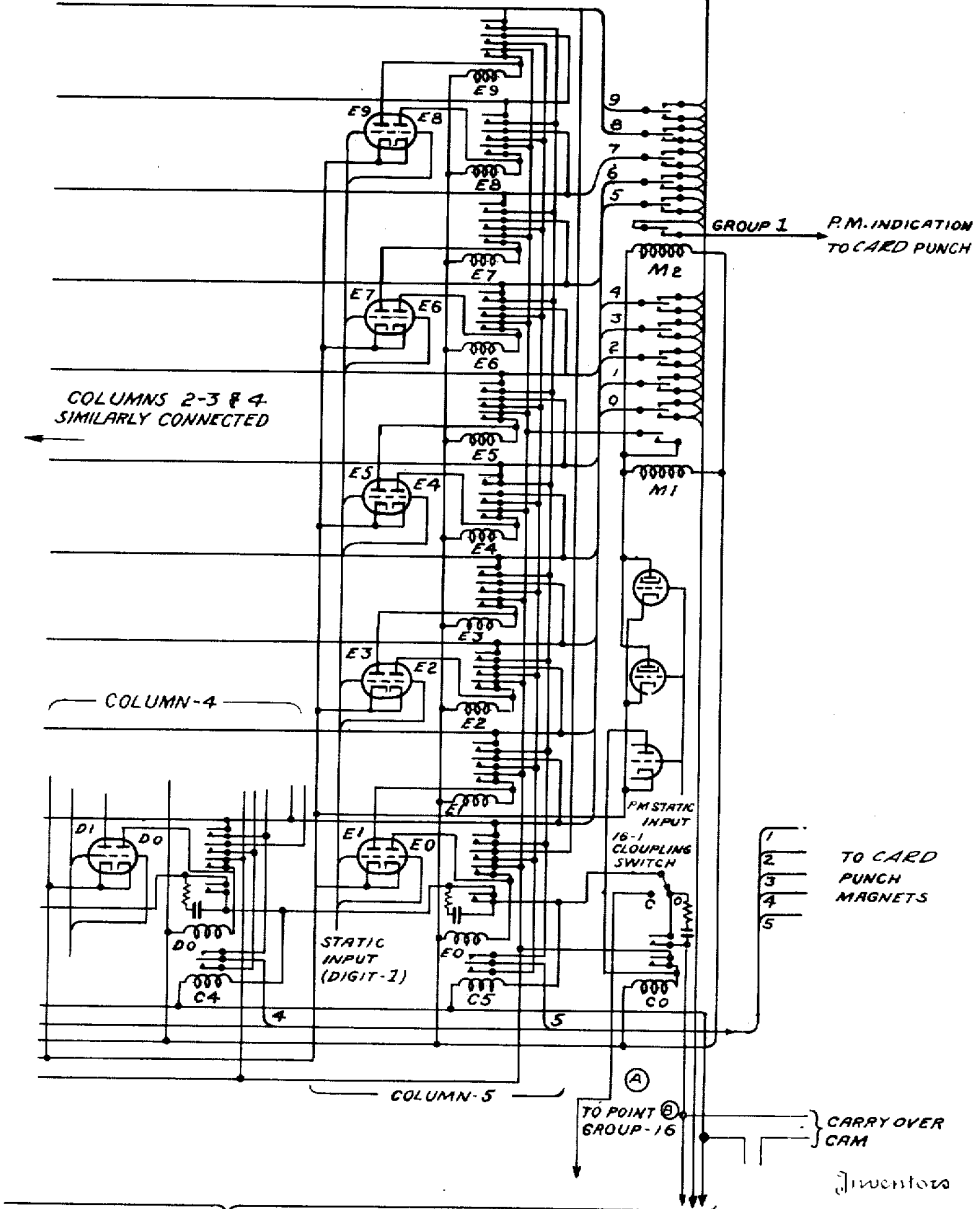 E9
E9
E8
E8
E7
E7
E6
E6
E5
E5
E4
E4
E3
E3
E2
E2
E1
E1
E0
E0
9
8
7
6
5
GROUP 1
P.M. INDICATION
TO CARD PUNCH
M2
4
3
2
1
0
M1
COLUMNS 2-3 & 4
SIMILARLY CONNECTED
COLUMN-4
D1
D0
D0
C4
4
STATIC
INPUT
(DIGIT-1)
C5
5
PM STATIC
INPUT
16-1
CLOUPLING
SWITCH
C
O
C0
1
2
3
4
5
TO CARD
PUNCH
MAGNETS
COLUMN-5
A
TO POINT B
GROUP-16
CARRY OVER
CAM
Inventors